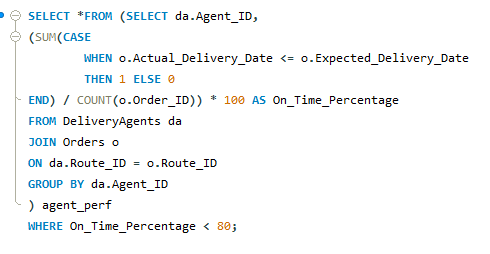 SELECT *FROM (SELECT da.Agent_ID,
(SUM(CASE
WHEN o.Actual_Delivery_Date <= o.Expected_Delivery_Date
THEN 1 ELSE 0
END) / COUNT(o.Order_ID)) * 100 AS On_Time_Percentage
FROM DeliveryAgents da
JOIN Orders o
ON da.Route_ID = o.Route_ID
GROUP BY da.Agent_ID
) agent_perf
WHERE On_Time_Percentage < 80;